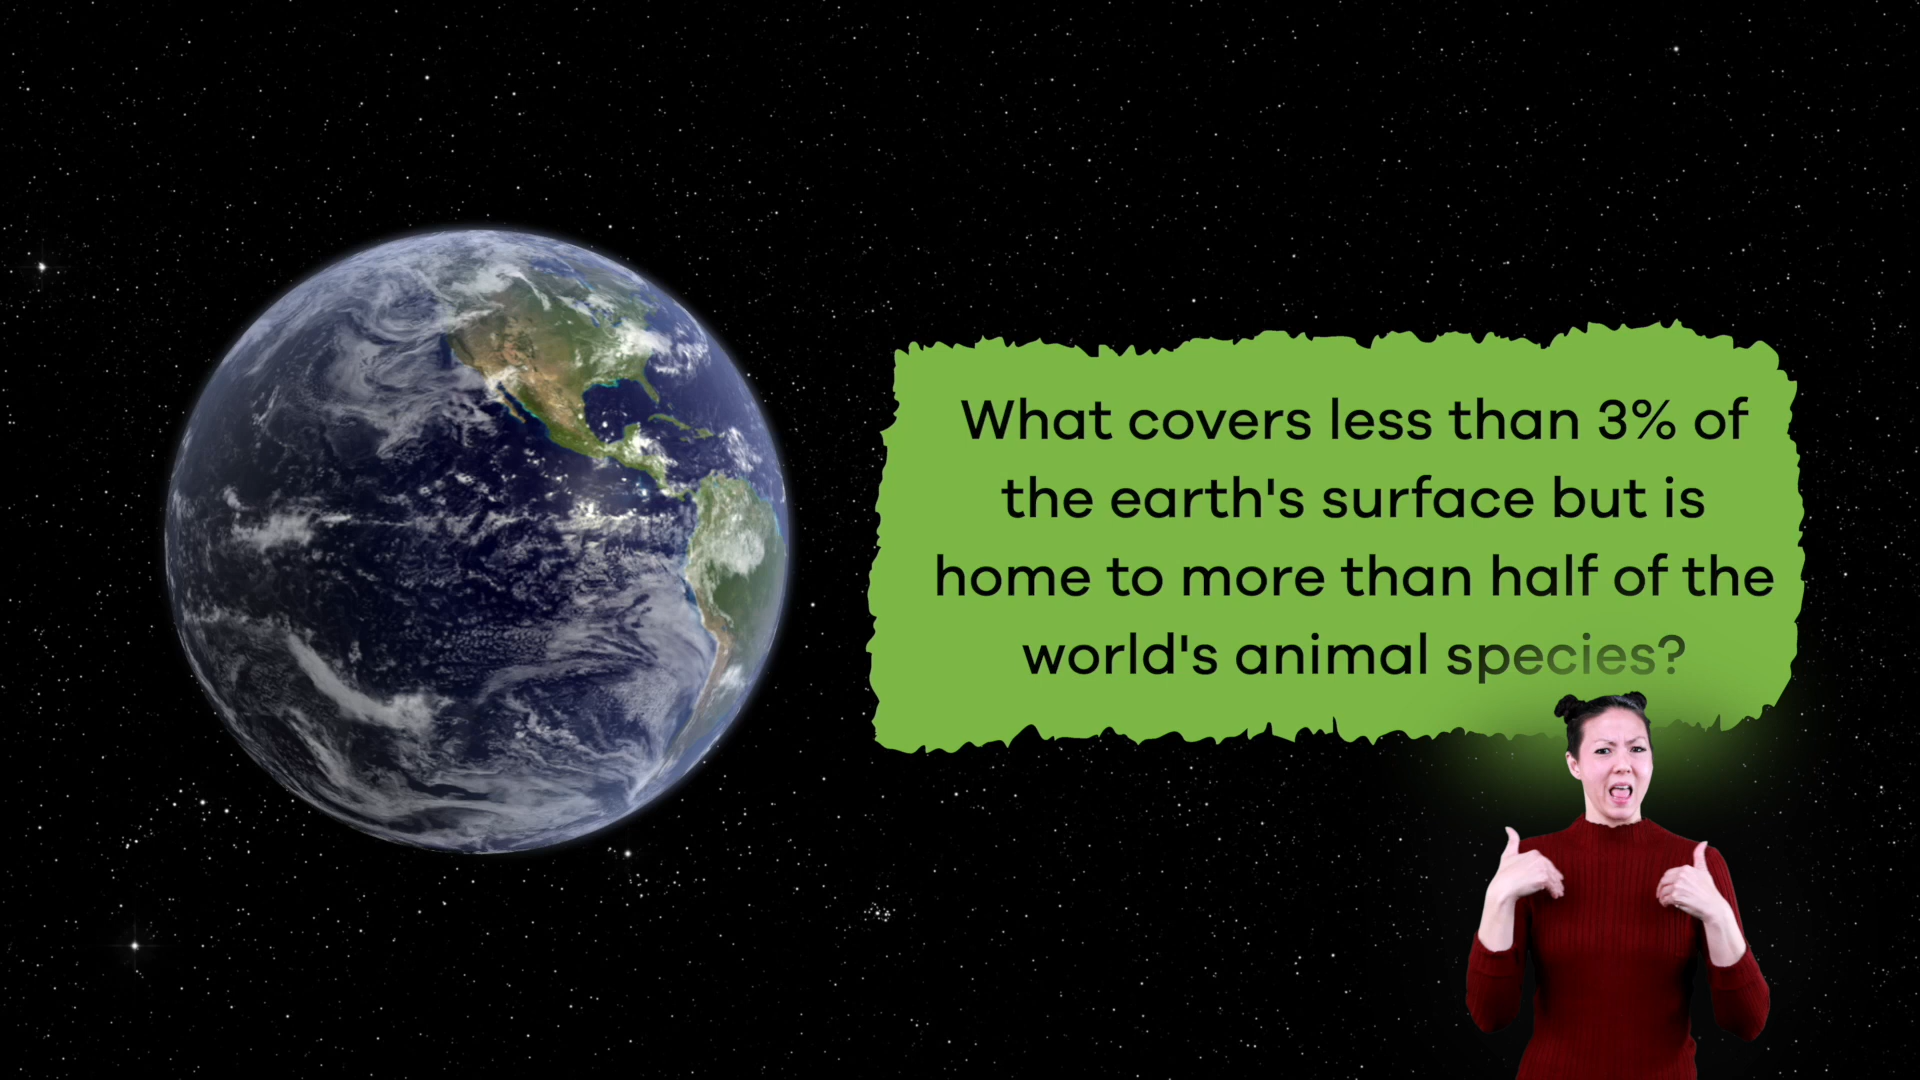 What covers less than 3% of
the earth's surface but is
home to more than half of the
world's animal species?